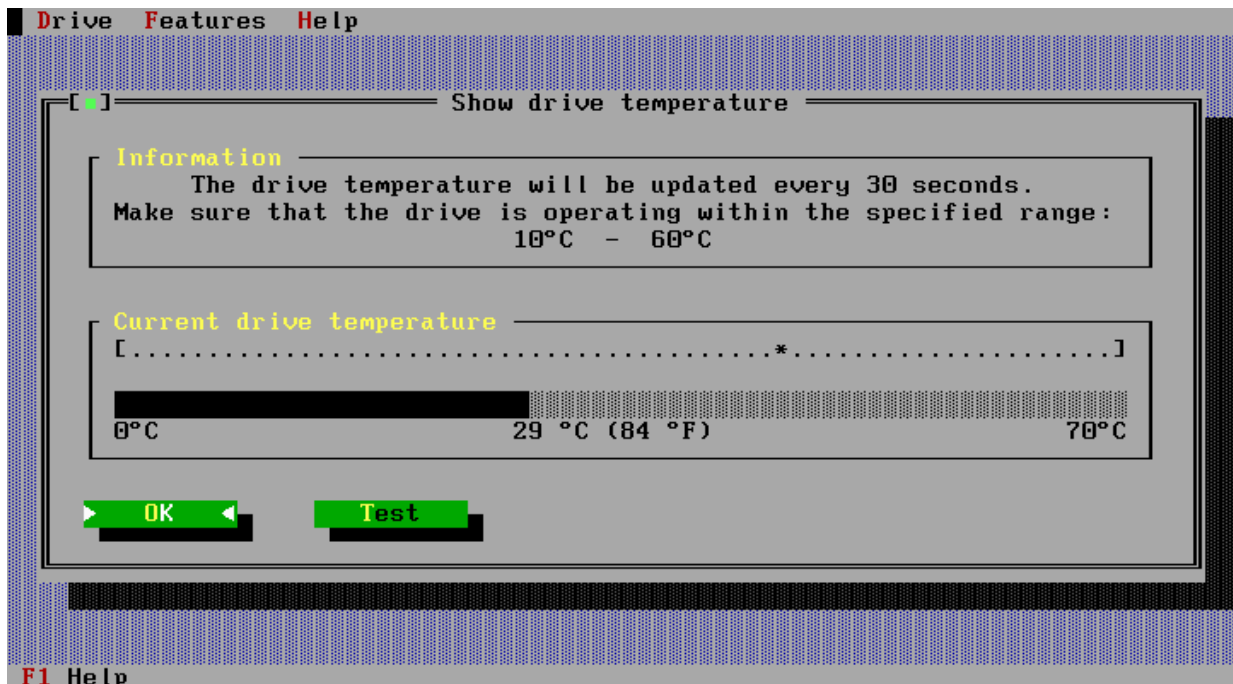 Drive Features Help
[■] Show drive temperature
Information
The drive temperature will be updated every 30 seconds.
Make sure that the drive is operating within the specified range:
10°C - 60°C
Current drive temperature
[...........................................*.....................]
0°C 29 °C (84 °F) 70°C
OK Test
F1 Help